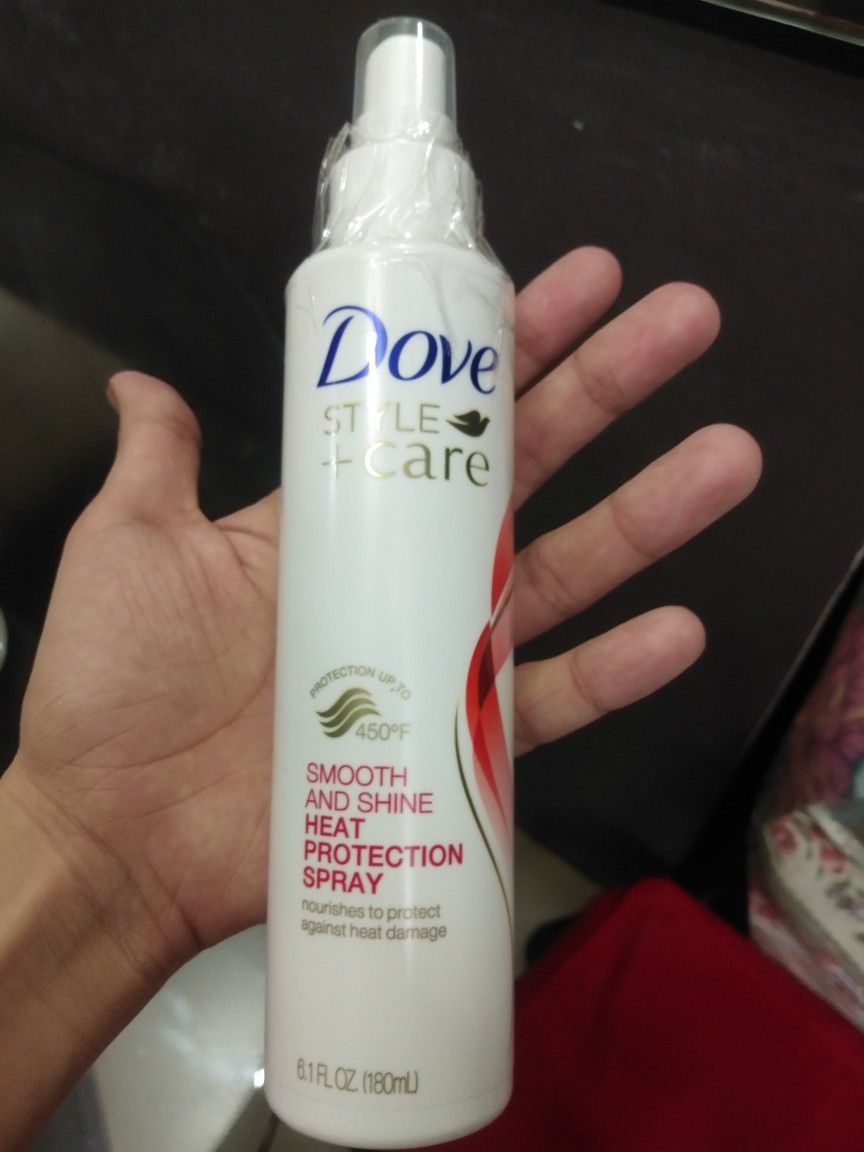 Dove
STYLE
+care
PROTECTION UP TO
450°F
SMOOTH
AND SHINE
HEAT
PROTECTION
SPRAY
nourishes to protect
against heat damage
6.1 FL OZ. (180mL)